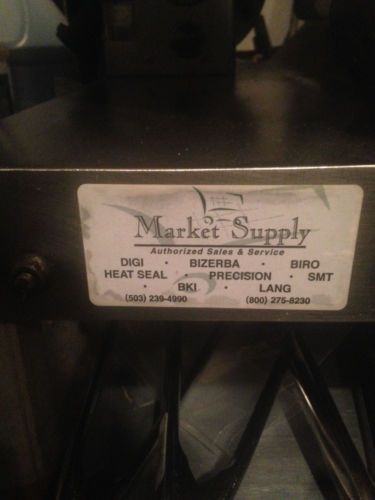 Market Supply
Authorized Sales & Service
DIGI · BIZERBA · BIRO
HEAT SEAL · PRECISION · SMT
· BKI · LANG
(503) 239-4990 (800) 275-8230